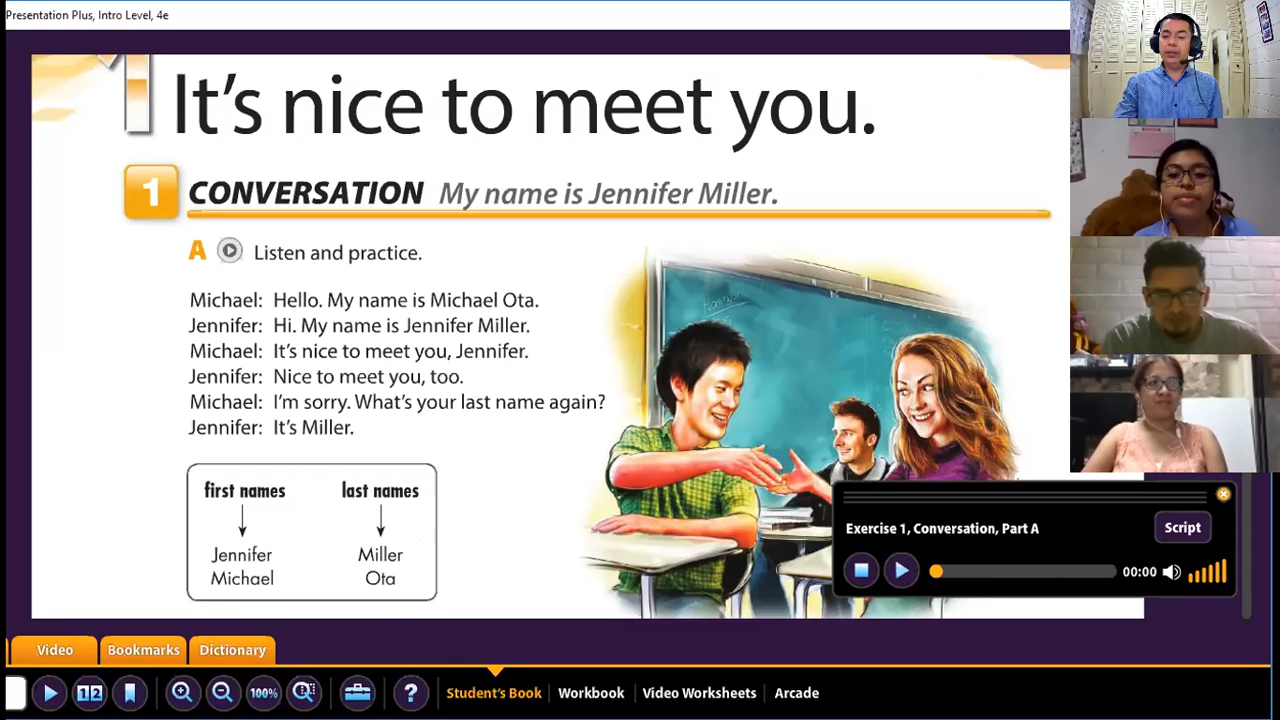 Presentation Plus, Intro Level, 4e
1 It's nice to meet you.
1 CONVERSATION My name is Jennifer Miller.
A Listen and practice.
Michael: Hello. My name is Michael Ota.
Jennifer: Hi. My name is Jennifer Miller.
Michael: It's nice to meet you, Jennifer.
Jennifer: Nice to meet you, too.
Michael: I'm sorry. What's your last name again?
Jennifer: It's Miller.
first names last names
Jennifer Miller
Michael Ota
Exercise 1, Conversation, Part A
Script
00:00
Video Bookmarks Dictionary
1 2 100% ? Student's Book Workbook Video Worksheets Arcade